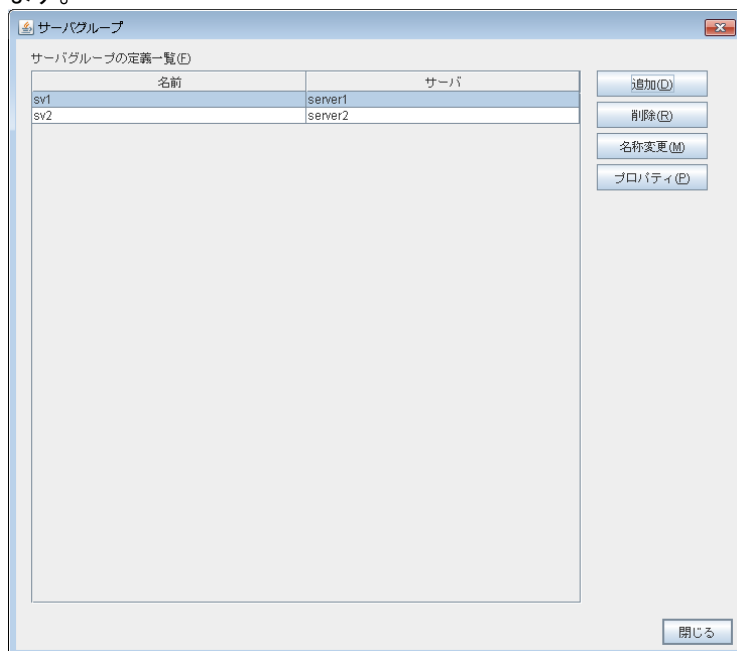 ます。
サーバグループ
サーバグループの定義一覧(F)
名前 サーバ
sv1 server1
sv2 server2
追加(D)
削除(R)
名称変更(M)
プロパティ(P)
閉じる